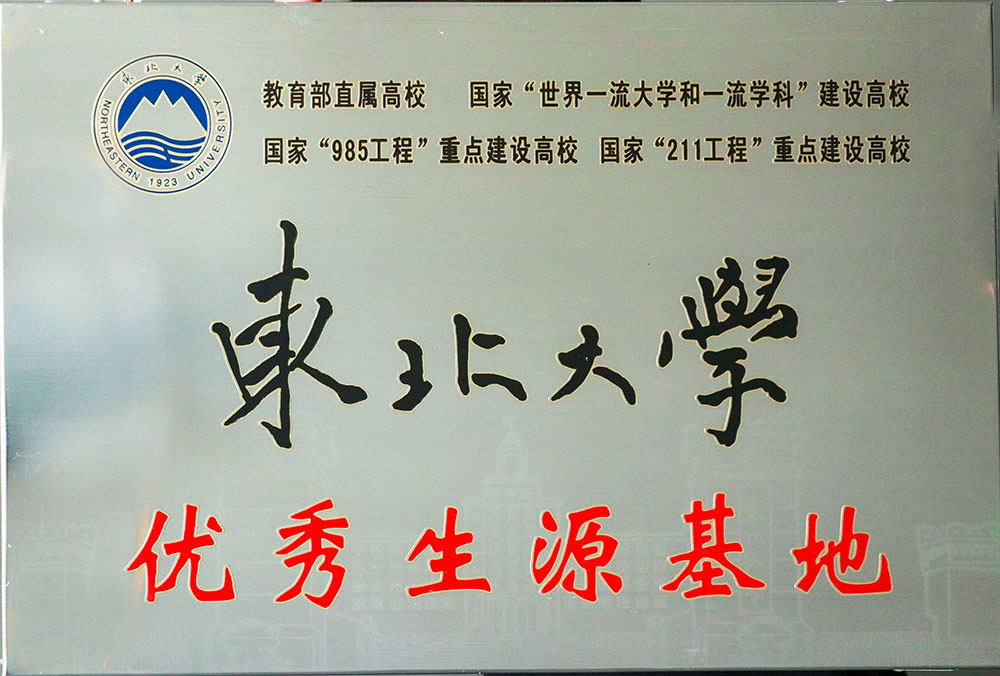 東北大学
NORTHEASTERN UNIVERSITY
1923
教育部直属高校 国家“世界一流大学和一流学科”建设高校
国家“985工程”重点建设高校 国家“211工程”重点建设高校
東北大學
优秀生源基地